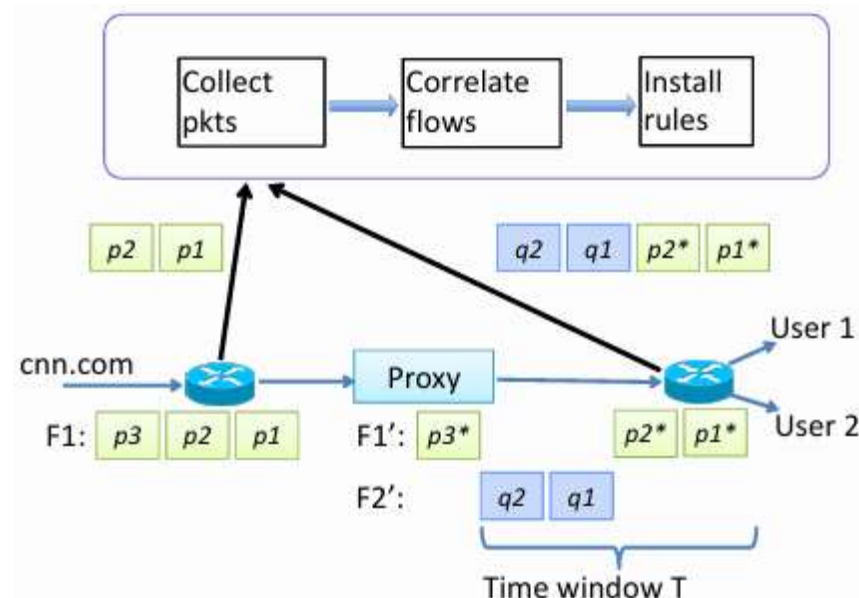 Collect pkts
Correlate flows
Install rules
p2 p1
q2 q1 p2* p1*
cnn.com
Proxy
User 1
User 2
F1: p3 p2 p1
F1’: p3*
p2* p1*
F2’: q2 q1
Time window T